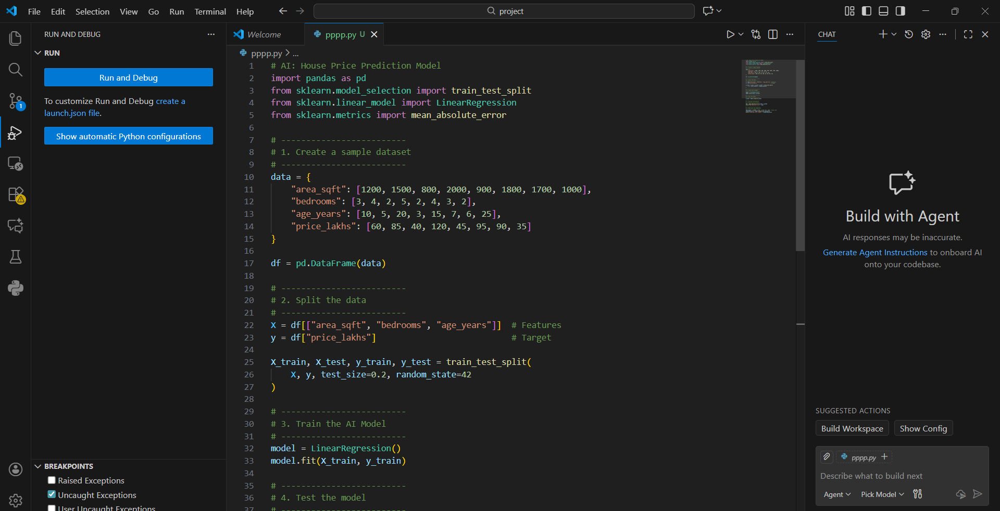 File Edit Selection View Go Run Terminal Help
project
RUN AND DEBUG
RUN
Run and Debug
To customize Run and Debug create a
launch.json file.
Show automatic Python configurations
1
BREAKPOINTS
Raised Exceptions
Uncaught Exceptions
User Uncaught Exceptions
Welcome
pppp.py U
pppp.py > ...
1 # AI: House Price Prediction Model
2 import pandas as pd
3 from sklearn.model_selection import train_test_split
4 from sklearn.linear_model import LinearRegression
5 from sklearn.metrics import mean_absolute_error
6
7 # -------------------------
8 # 1. Create a sample dataset
9 # -------------------------
10 data = {
11     "area_sqft": [1200, 1500, 800, 2000, 900, 1800, 1700, 1000],
12     "bedrooms": [3, 4, 2, 5, 2, 4, 3, 2],
13     "age_years": [10, 5, 20, 3, 15, 7, 6, 25],
14     "price_lakhs": [60, 85, 40, 120, 45, 95, 90, 35]
15 }
16
17 df = pd.DataFrame(data)
18
19 # -------------------------
20 # 2. Split the data
21 # -------------------------
22 X = df[["area_sqft", "bedrooms", "age_years"]]  # Features
23 y = df["price_lakhs"]                           # Target
24
25 X_train, X_test, y_train, y_test = train_test_split(
26     X, y, test_size=0.2, random_state=42
27 )
28
29 # -------------------------
30 # 3. Train the AI Model
31 # -------------------------
32 model = LinearRegression()
33 model.fit(X_train, y_train)
34
35 # -------------------------
36 # 4. Test the model
37 # -------------------------
CHAT
Build with Agent
AI responses may be inaccurate.
Generate Agent Instructions to onboard AI
onto your codebase.
SUGGESTED ACTIONS
Build Workspace Show Config
pppp.py
Describe what to build next
Agent Pick Model